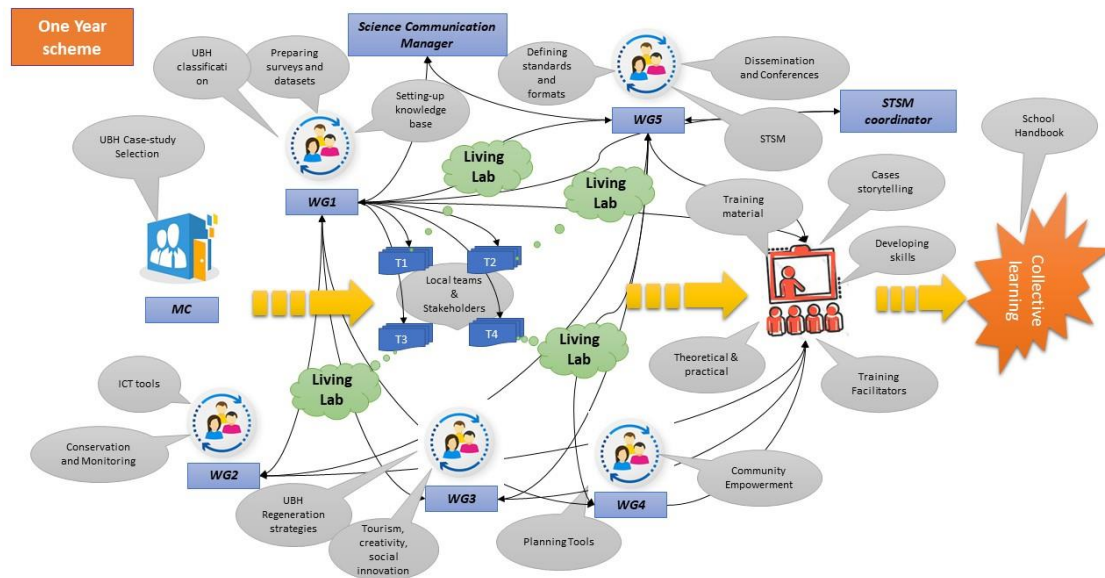 One Year
scheme
UBH
classificati
on
Preparing
surveys and
datasets
Science Communication
Manager
Setting-up
knowledge
base
Defining
standards
and
formats
Dissemination and
Conferences
WG5
STSM
STSM
coordinator
School
Handbook
UBH Case-study
Selection
WG1
Living
Lab
Living
Lab
Training
material
Cases
storytelling
Developing
skills
T1
T2
Local teams
&
Stakeholders
T3
T4
MC
Collective
learning
Living
Lab
Living
Lab
Theoretical &
practical
Training
Facilitators
ICT tools
Conservation
and Monitoring
WG2
UBH
Regeneration
strategies
WG3
Tourism,
creativity,
social
innovation
Planning Tools
WG4
Community
Empowerment